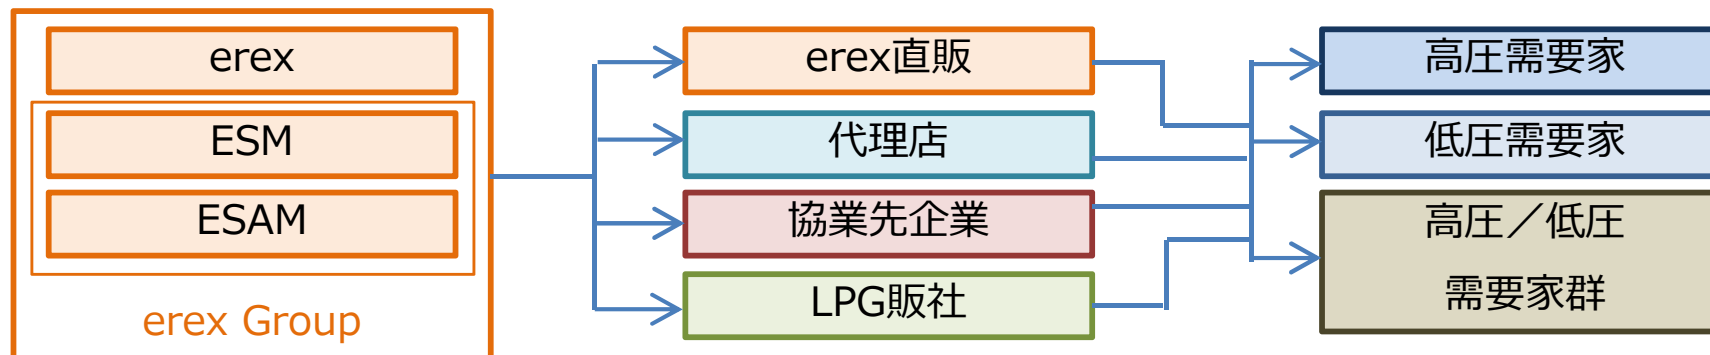 erex
ESM
ESAM
erex Group
erex直販
代理店
協業先企業
LPG販社
高圧需要家
低圧需要家
高圧／低圧
需要家群